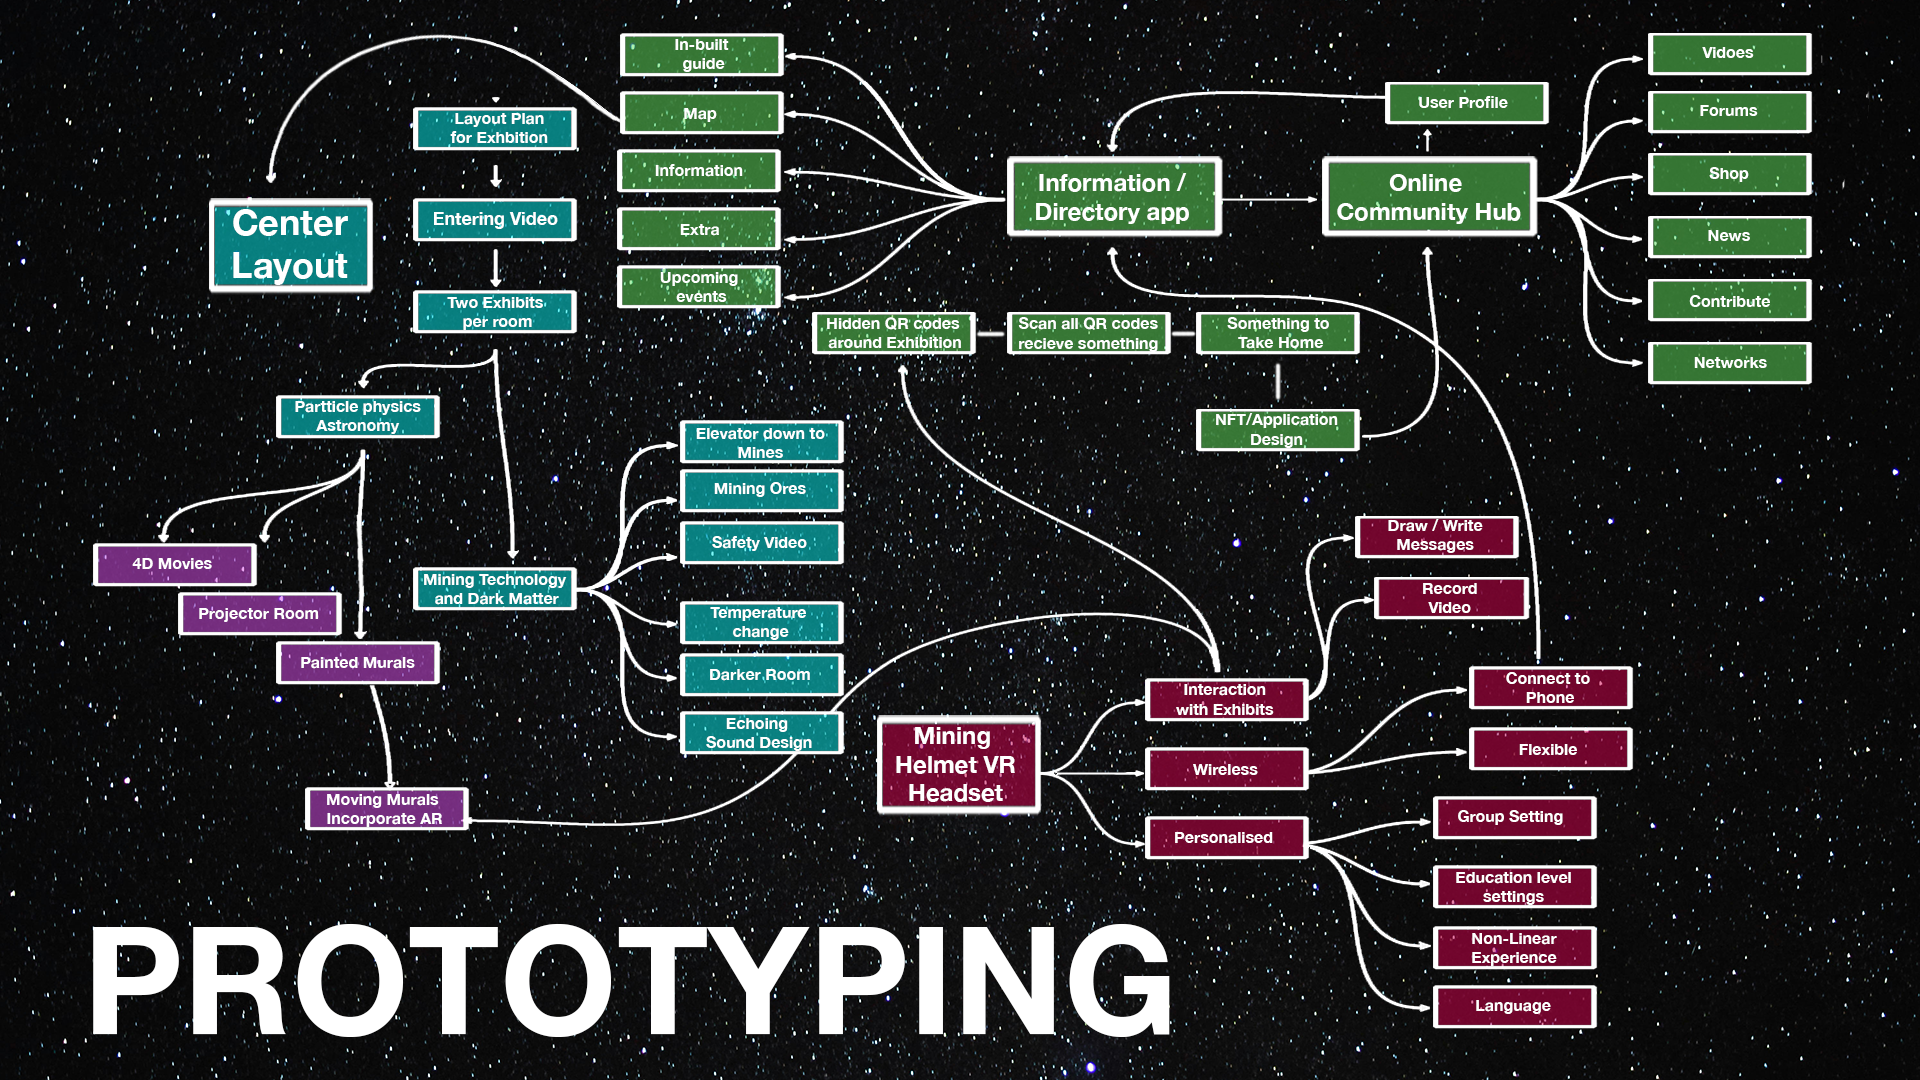 In-built
guide
Map
Information
Extra
Upcoming
events
Layout Plan
for Exhbition
Entering Video
Two Exhibits
per room
Center
Layout
Information /
Directory app
User Profile
Online
Community Hub
Vidoes
Forums
Shop
News
Contribute
Networks
Hidden QR codes
around Exhibition
Scan all QR codes
recieve something
Something to
Take Home
NFT/Application
Design
Partticle physics
Astronomy
4D Movies
Projector Room
Painted Murals
Moving Murals
Incorporate AR
Mining Technology
and Dark Matter
Elevator down to
Mines
Mining Ores
Safety Video
Temperature
change
Darker Room
Echoing
Sound Design
Mining
Helmet VR
Headset
Interaction
with Exhibits
Wireless
Personalised
Draw / Write
Messages
Record
Video
Connect to
Phone
Flexible
Group Setting
Education level
settings
Non-Linear
Experience
Language
PROTOTYPING